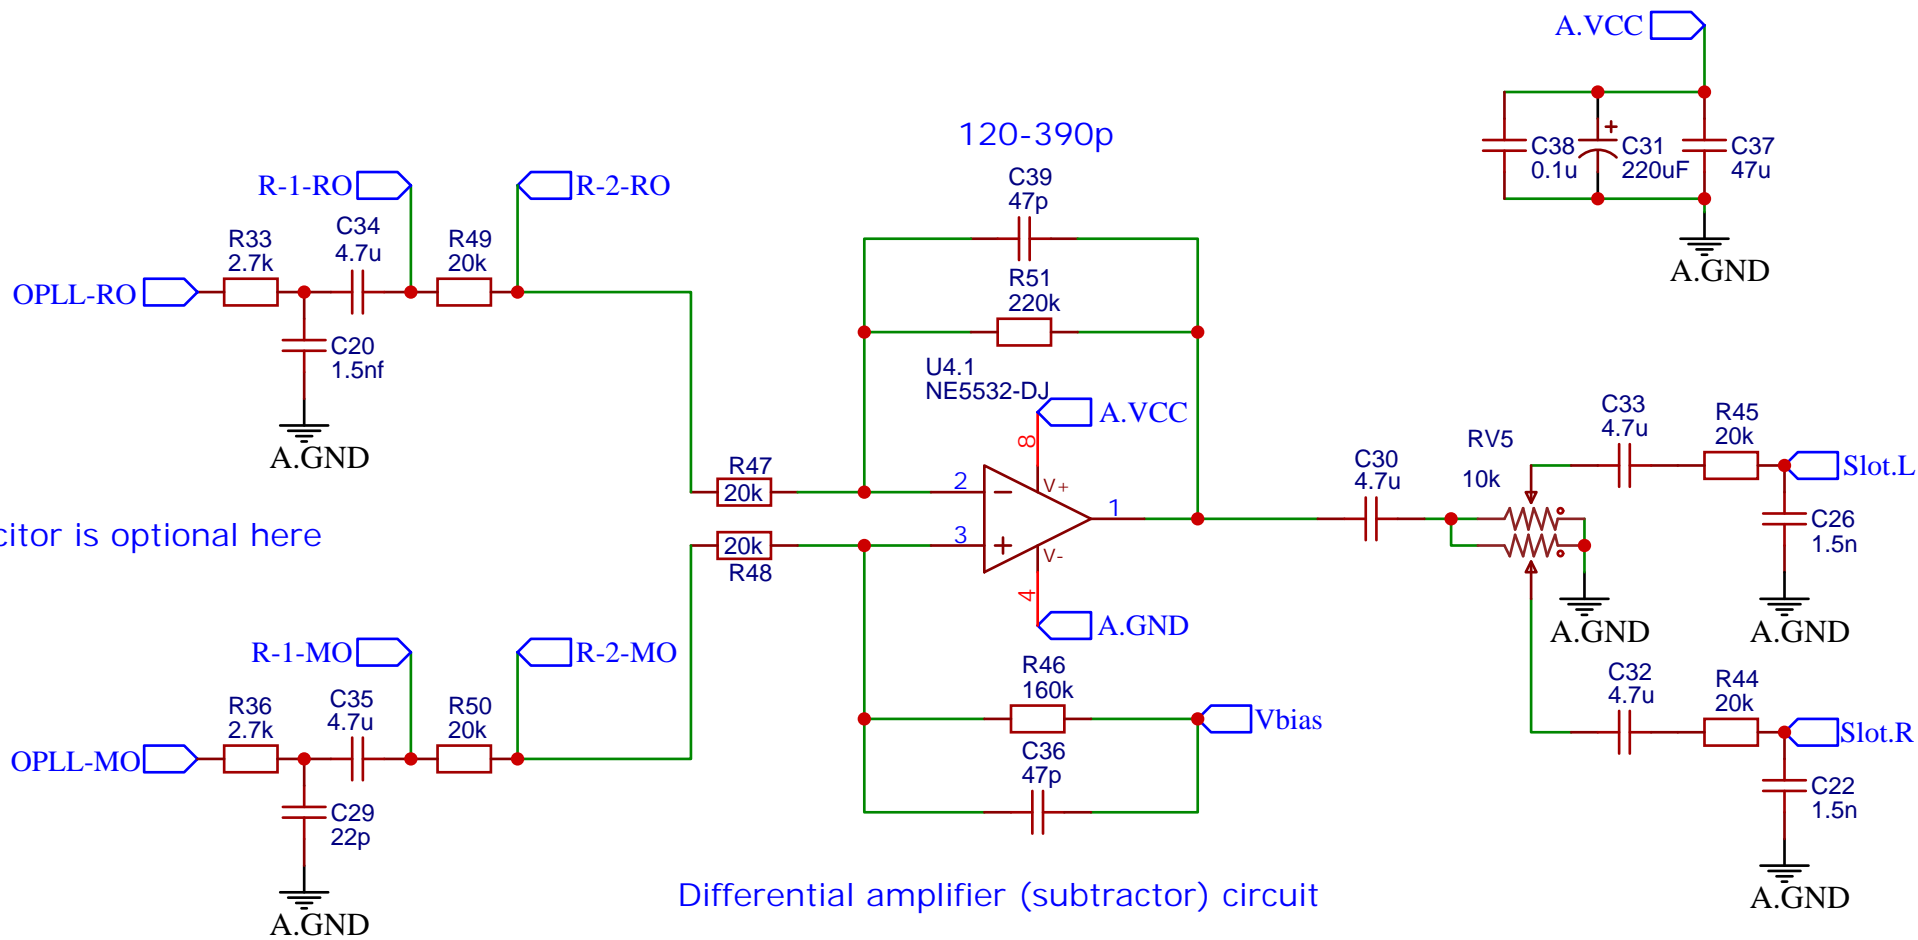 A.VCC
C38
0.1u
C31
220uF
C37
47u
A.GND
120-390p
C39
47p
R51
220k
R-1-RO
R-2-RO
R33
2.7k
C34
4.7u
R49
20k
OPLL-RO
C20
1.5nf
A.GND
U4.1
NE5532-DJ
A.VCC
8
V+
R47
20k
2
1
3
20k
R48
V-
4
A.GND
citor is optional here
C30
4.7u
RV5
10k
C33
4.7u
R45
20k
Slot.L
C26
1.5n
A.GND
A.GND
R-1-MO
R-2-MO
R36
2.7k
C35
4.7u
R50
20k
OPLL-MO
C29
22p
A.GND
R46
160k
Vbias
C36
47p
C32
4.7u
R44
20k
Slot.R
C22
1.5n
A.GND
Differential amplifier (subtractor) circuit